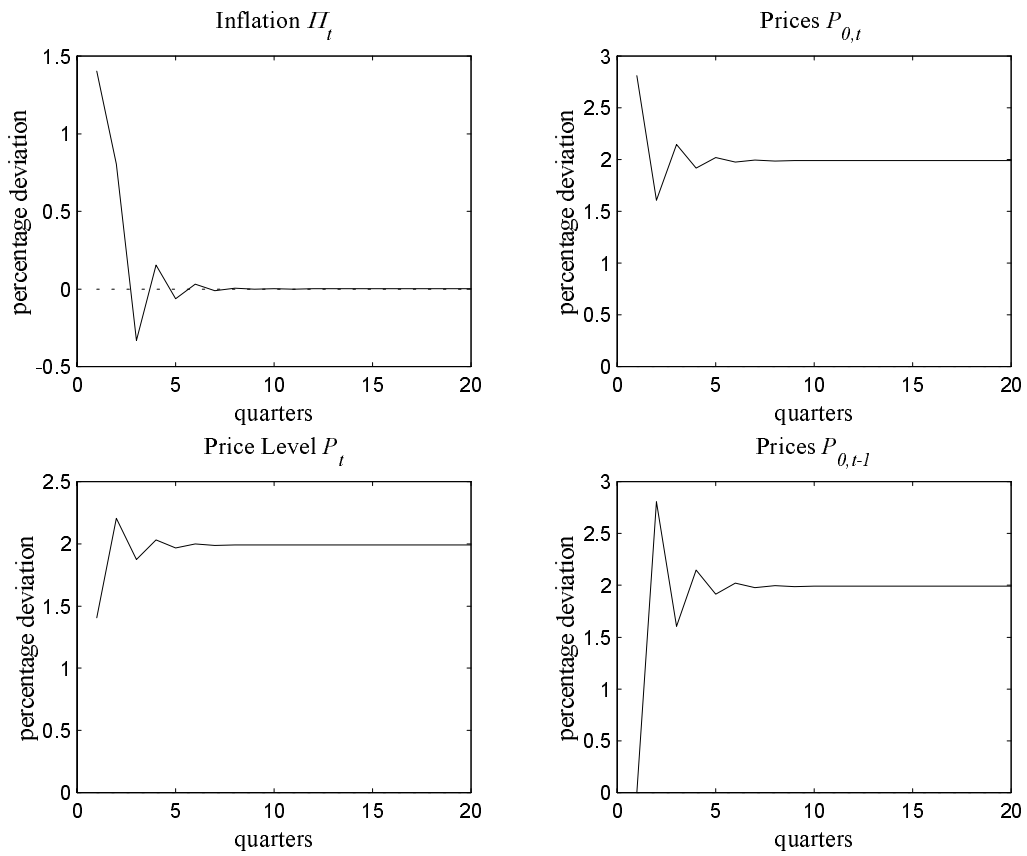 Inflation Π_t
percentage deviation
1.5
1
0.5
0
-0.5
0 5 10 15 20
quarters
Prices P_0,t
percentage deviation
3
2.5
2
1.5
1
0.5
0
0 5 10 15 20
quarters
Price Level P_t
percentage deviation
2.5
2
1.5
1
0.5
0
0 5 10 15 20
quarters
Prices P_0,t-1
percentage deviation
3
2.5
2
1.5
1
0.5
0
0 5 10 15 20
quarters